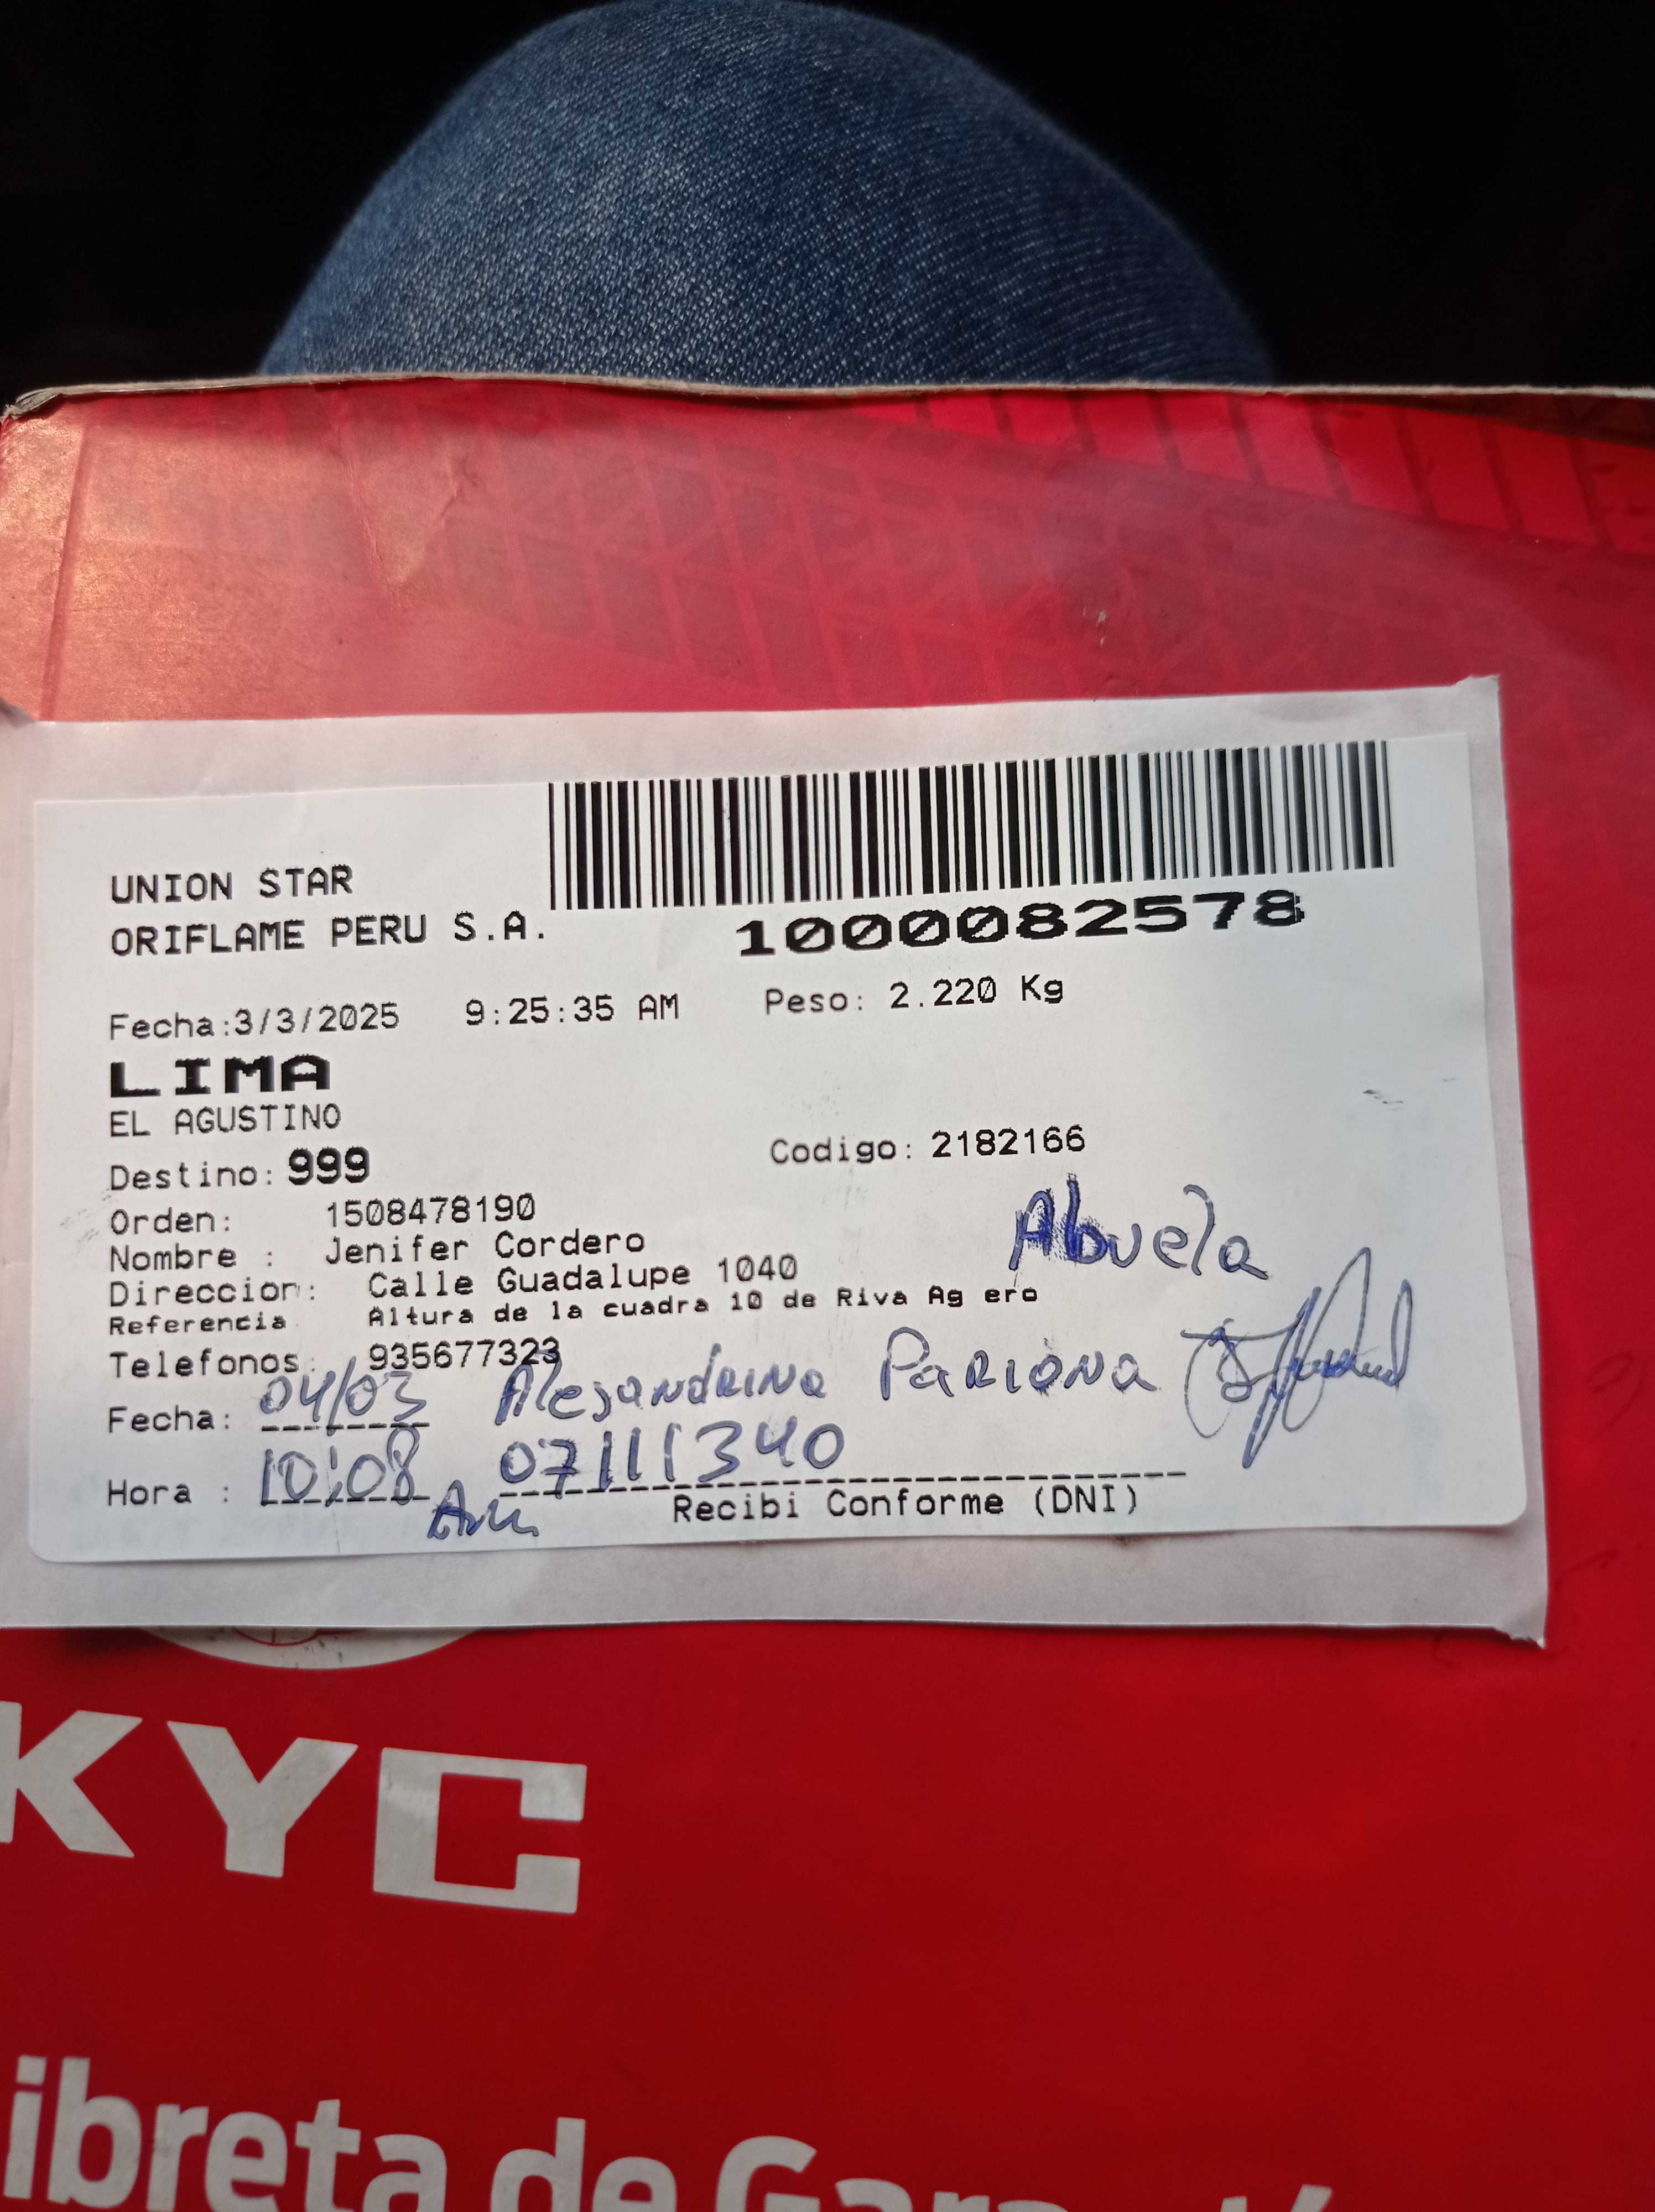 UNION STAR
ORIFLAME PERU S.A.
1000082578
Fecha:3/3/2025 9:25:35 AM Peso: 2.220 Kg
LIMA
EL AGUSTINO
Destino: 999 Codigo: 2182166
Orden: 1508478190
Nombre : Jenifer Cordero
Abuela
Direccion: Calle Guadalupe 1040
Referencia Altura de la cuadra 10 de Riva Ag ero
Telefonos: 935677323
Fecha: 04/03 Alejandrina Pariona
Hora : 10:08 Am 07111340
Recibi Conforme (DNI)
KYC
ibreta de Garantí